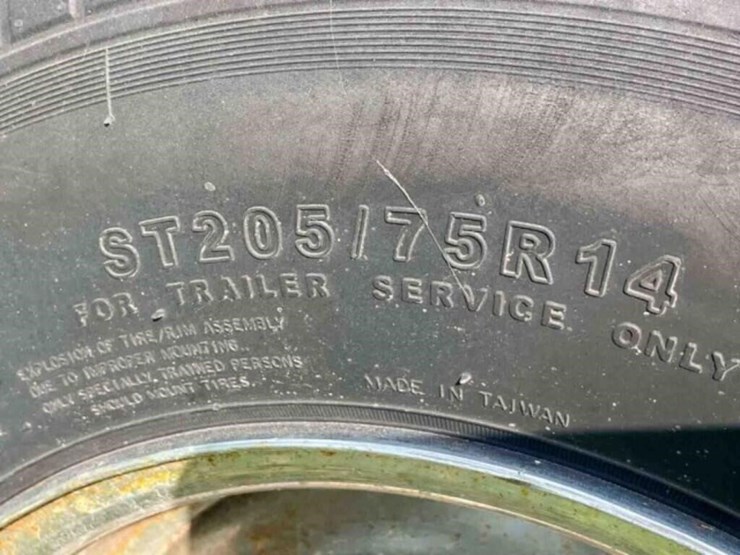 ST205/75R14
FOR TRAILER SERVICE ONLY
EXPLOSION OF TIRE/RIM ASSEMBLY
DUE TO IMPROPER MOUNTING.
ONLY SPECIALLY TRAINED PERSONS
SHOULD MOUNT TIRES.
MADE IN TAIWAN